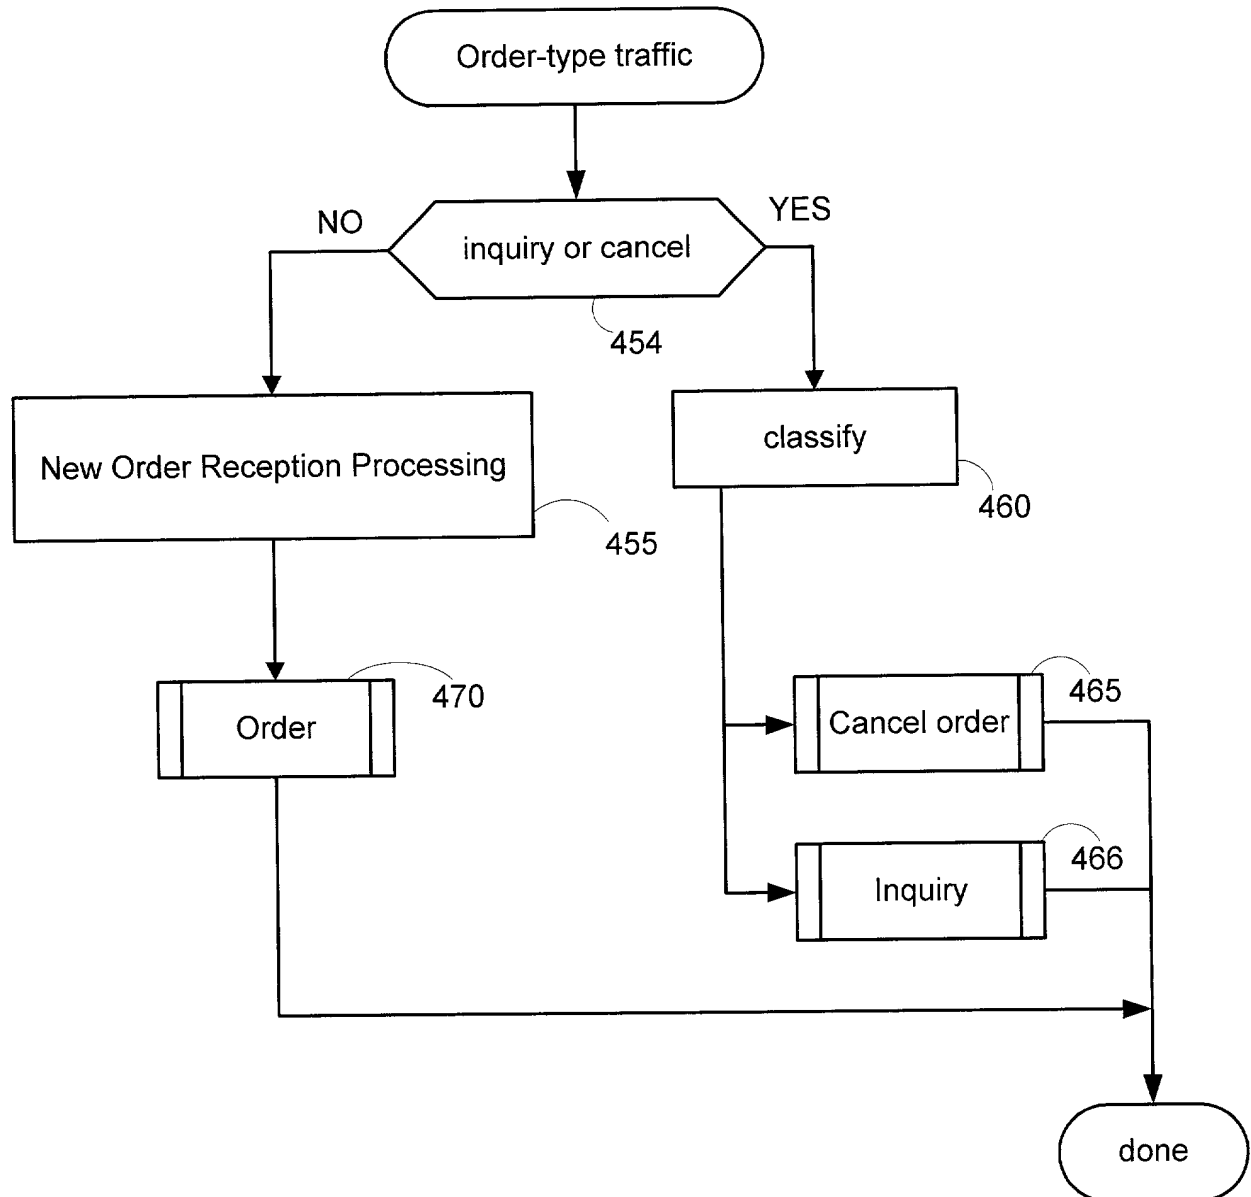 Order-type traffic
NO
YES
inquiry or cancel
454
New Order Reception Processing
455
classify
460
Order
470
Cancel order
465
Inquiry
466
done